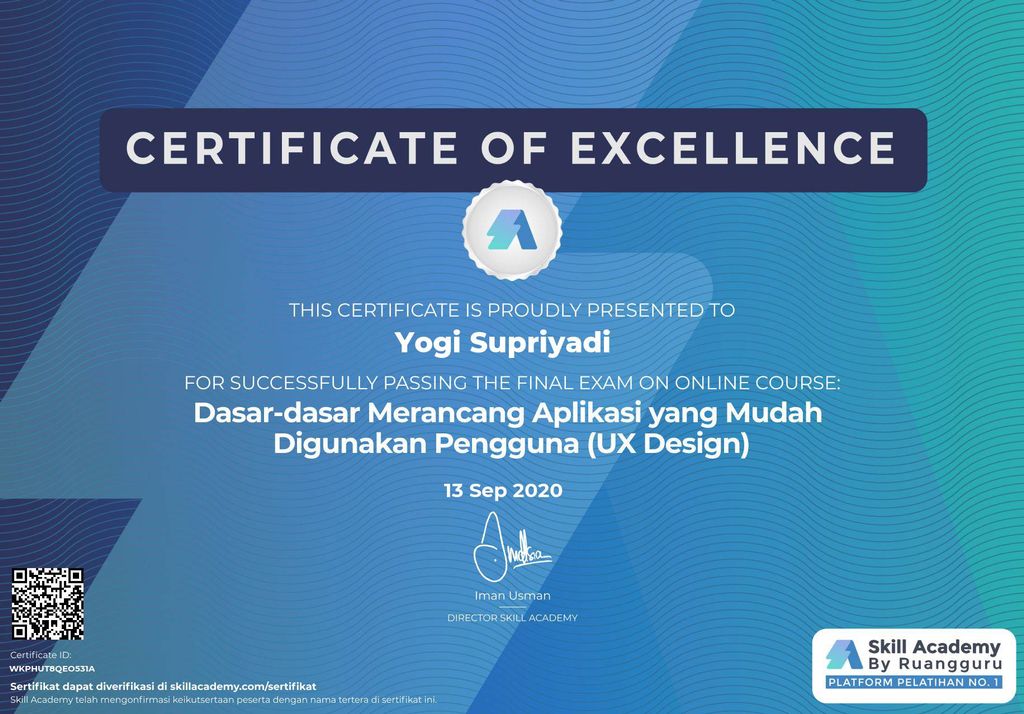 CERTIFICATE OF EXCELLENCE
THIS CERTIFICATE IS PROUDLY PRESENTED TO
Yogi Supriyadi
FOR SUCCESSFULLY PASSING THE FINAL EXAM ON ONLINE COURSE:
Dasar-dasar Merancang Aplikasi yang Mudah
Digunakan Pengguna (UX Design)
13 Sep 2020
Iman Usman
DIRECTOR SKILL ACADEMY
Certificate ID:
WKPHUT8QEO531A
Sertifikat dapat diverifikasi di skillacademy.com/sertifikat
Skill Academy telah mengonfirmasi keikutsertaan peserta dengan nama tertera di sertifikat ini.
Skill Academy
By Ruangguru
PLATFORM PELATIHAN NO. 1